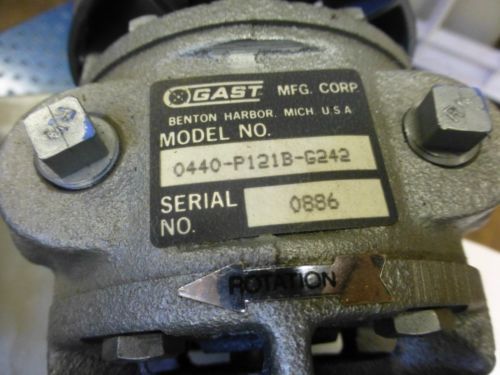 GAST MFG. CORP
BENTON HARBOR, MICH. U.S.A
MODEL NO.
0440-P121B-G242
SERIAL NO. 0886
ROTATION